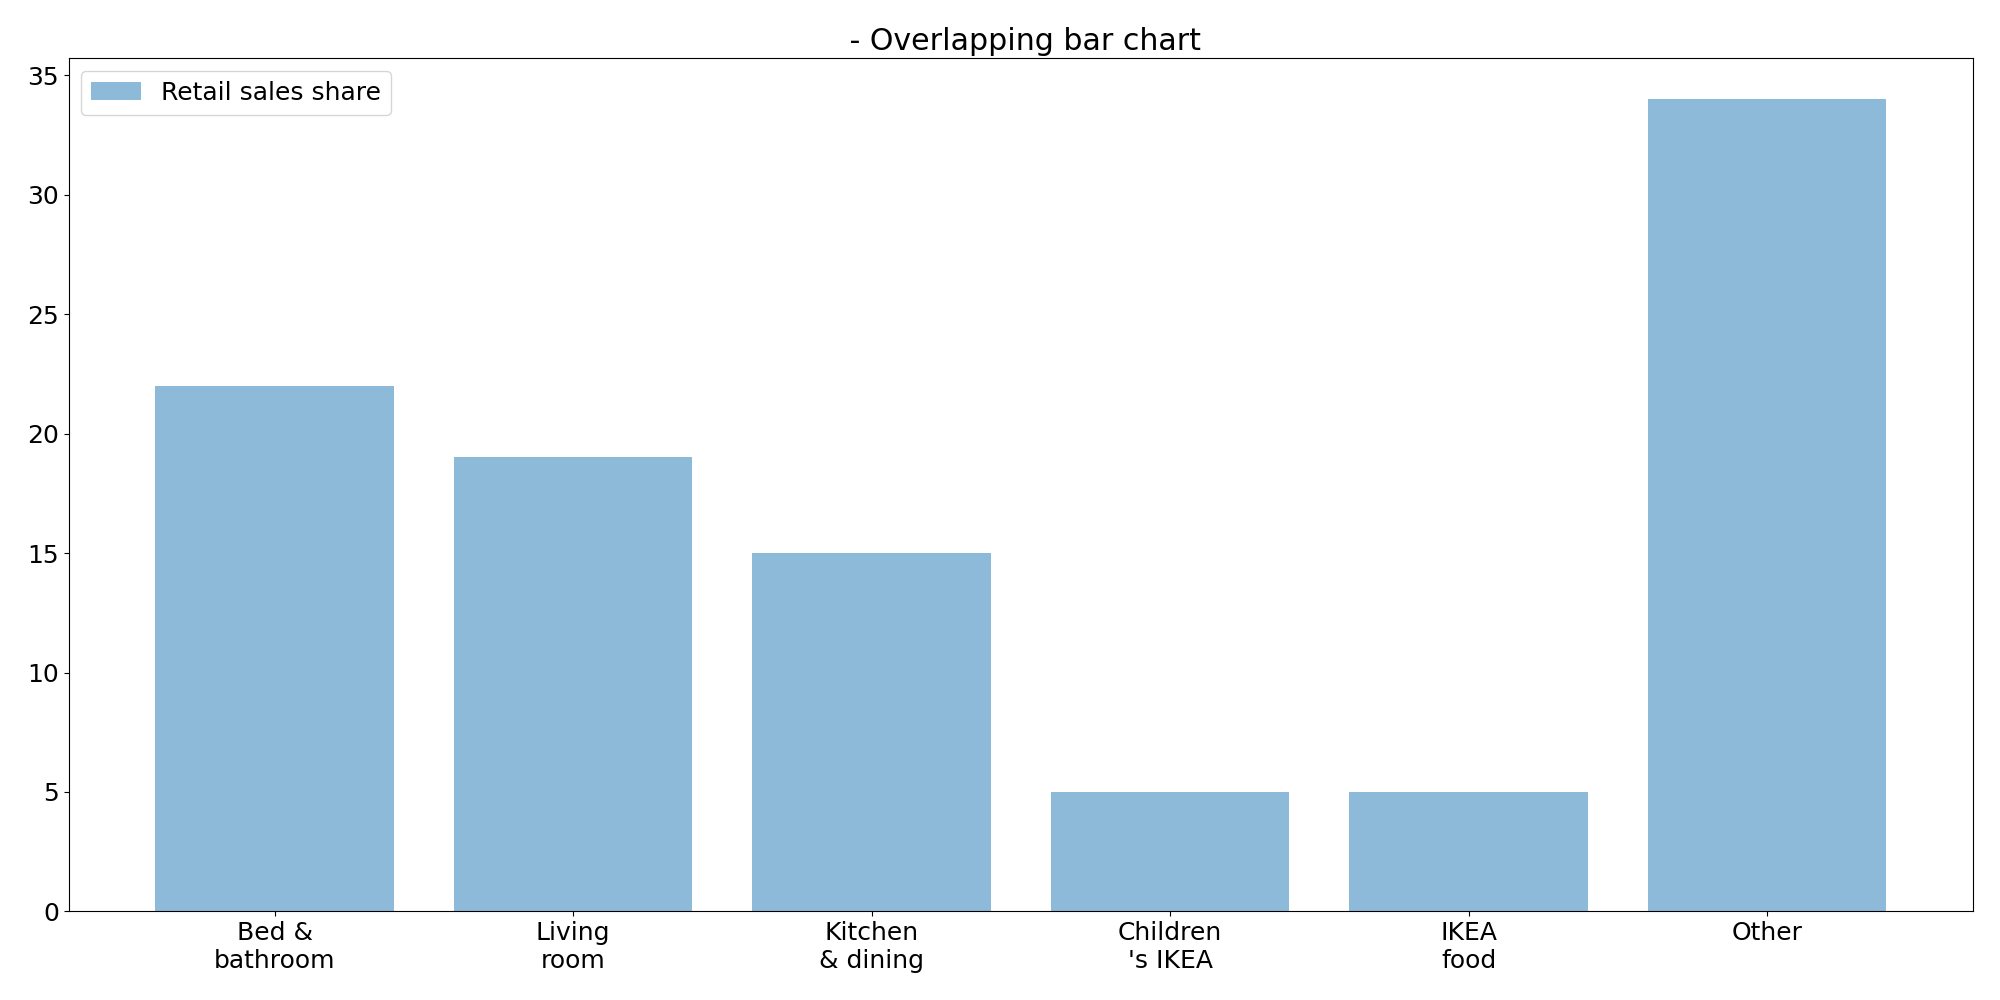 - Overlapping bar chart
Retail sales share
35
30
25
20
15
10
5
0
Bed &
bathroom
Living
room
Kitchen
& dining
Children
's IKEA
IKEA
food
Other